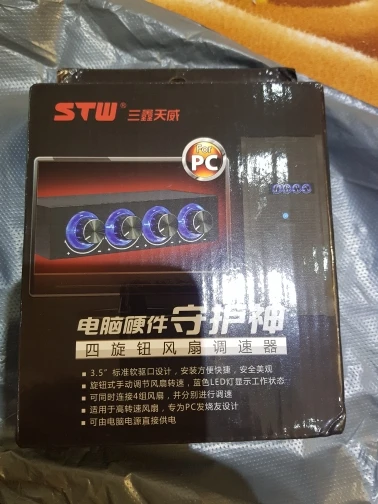 STW® 三鑫天威
For
PC
电脑硬件 守护神
四旋钮风扇调速器
■ 3.5”标准软驱口设计，安装方便快捷，安全美观
■ 旋钮式手动调节风扇转速，蓝色LED灯显示工作状态
■ 可同时连接4组风扇，并分别进行调速
■ 适用于高转速风扇，专为PC发烧友设计
■ 可由电脑电源直接供电